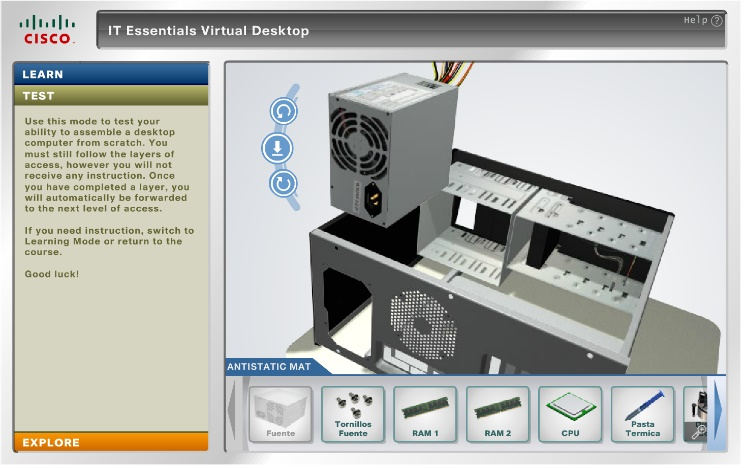 CISCO
IT Essentials Virtual Desktop
Help ?
LEARN
TEST
Use this mode to test your
ability to assemble a desktop
computer from scratch. You
must still follow the layers of
access, however you will not
receive any instruction. Once
you have completed a layer, you
will automatically be forwarded
to the next level of access.
If you need instruction, switch to
Learning Mode or return to the
course.
Good luck!
EXPLORE
ANTISTATIC MAT
Fuente
Tornillos
Fuente
RAM 1
RAM 2
CPU
Pasta
Termica